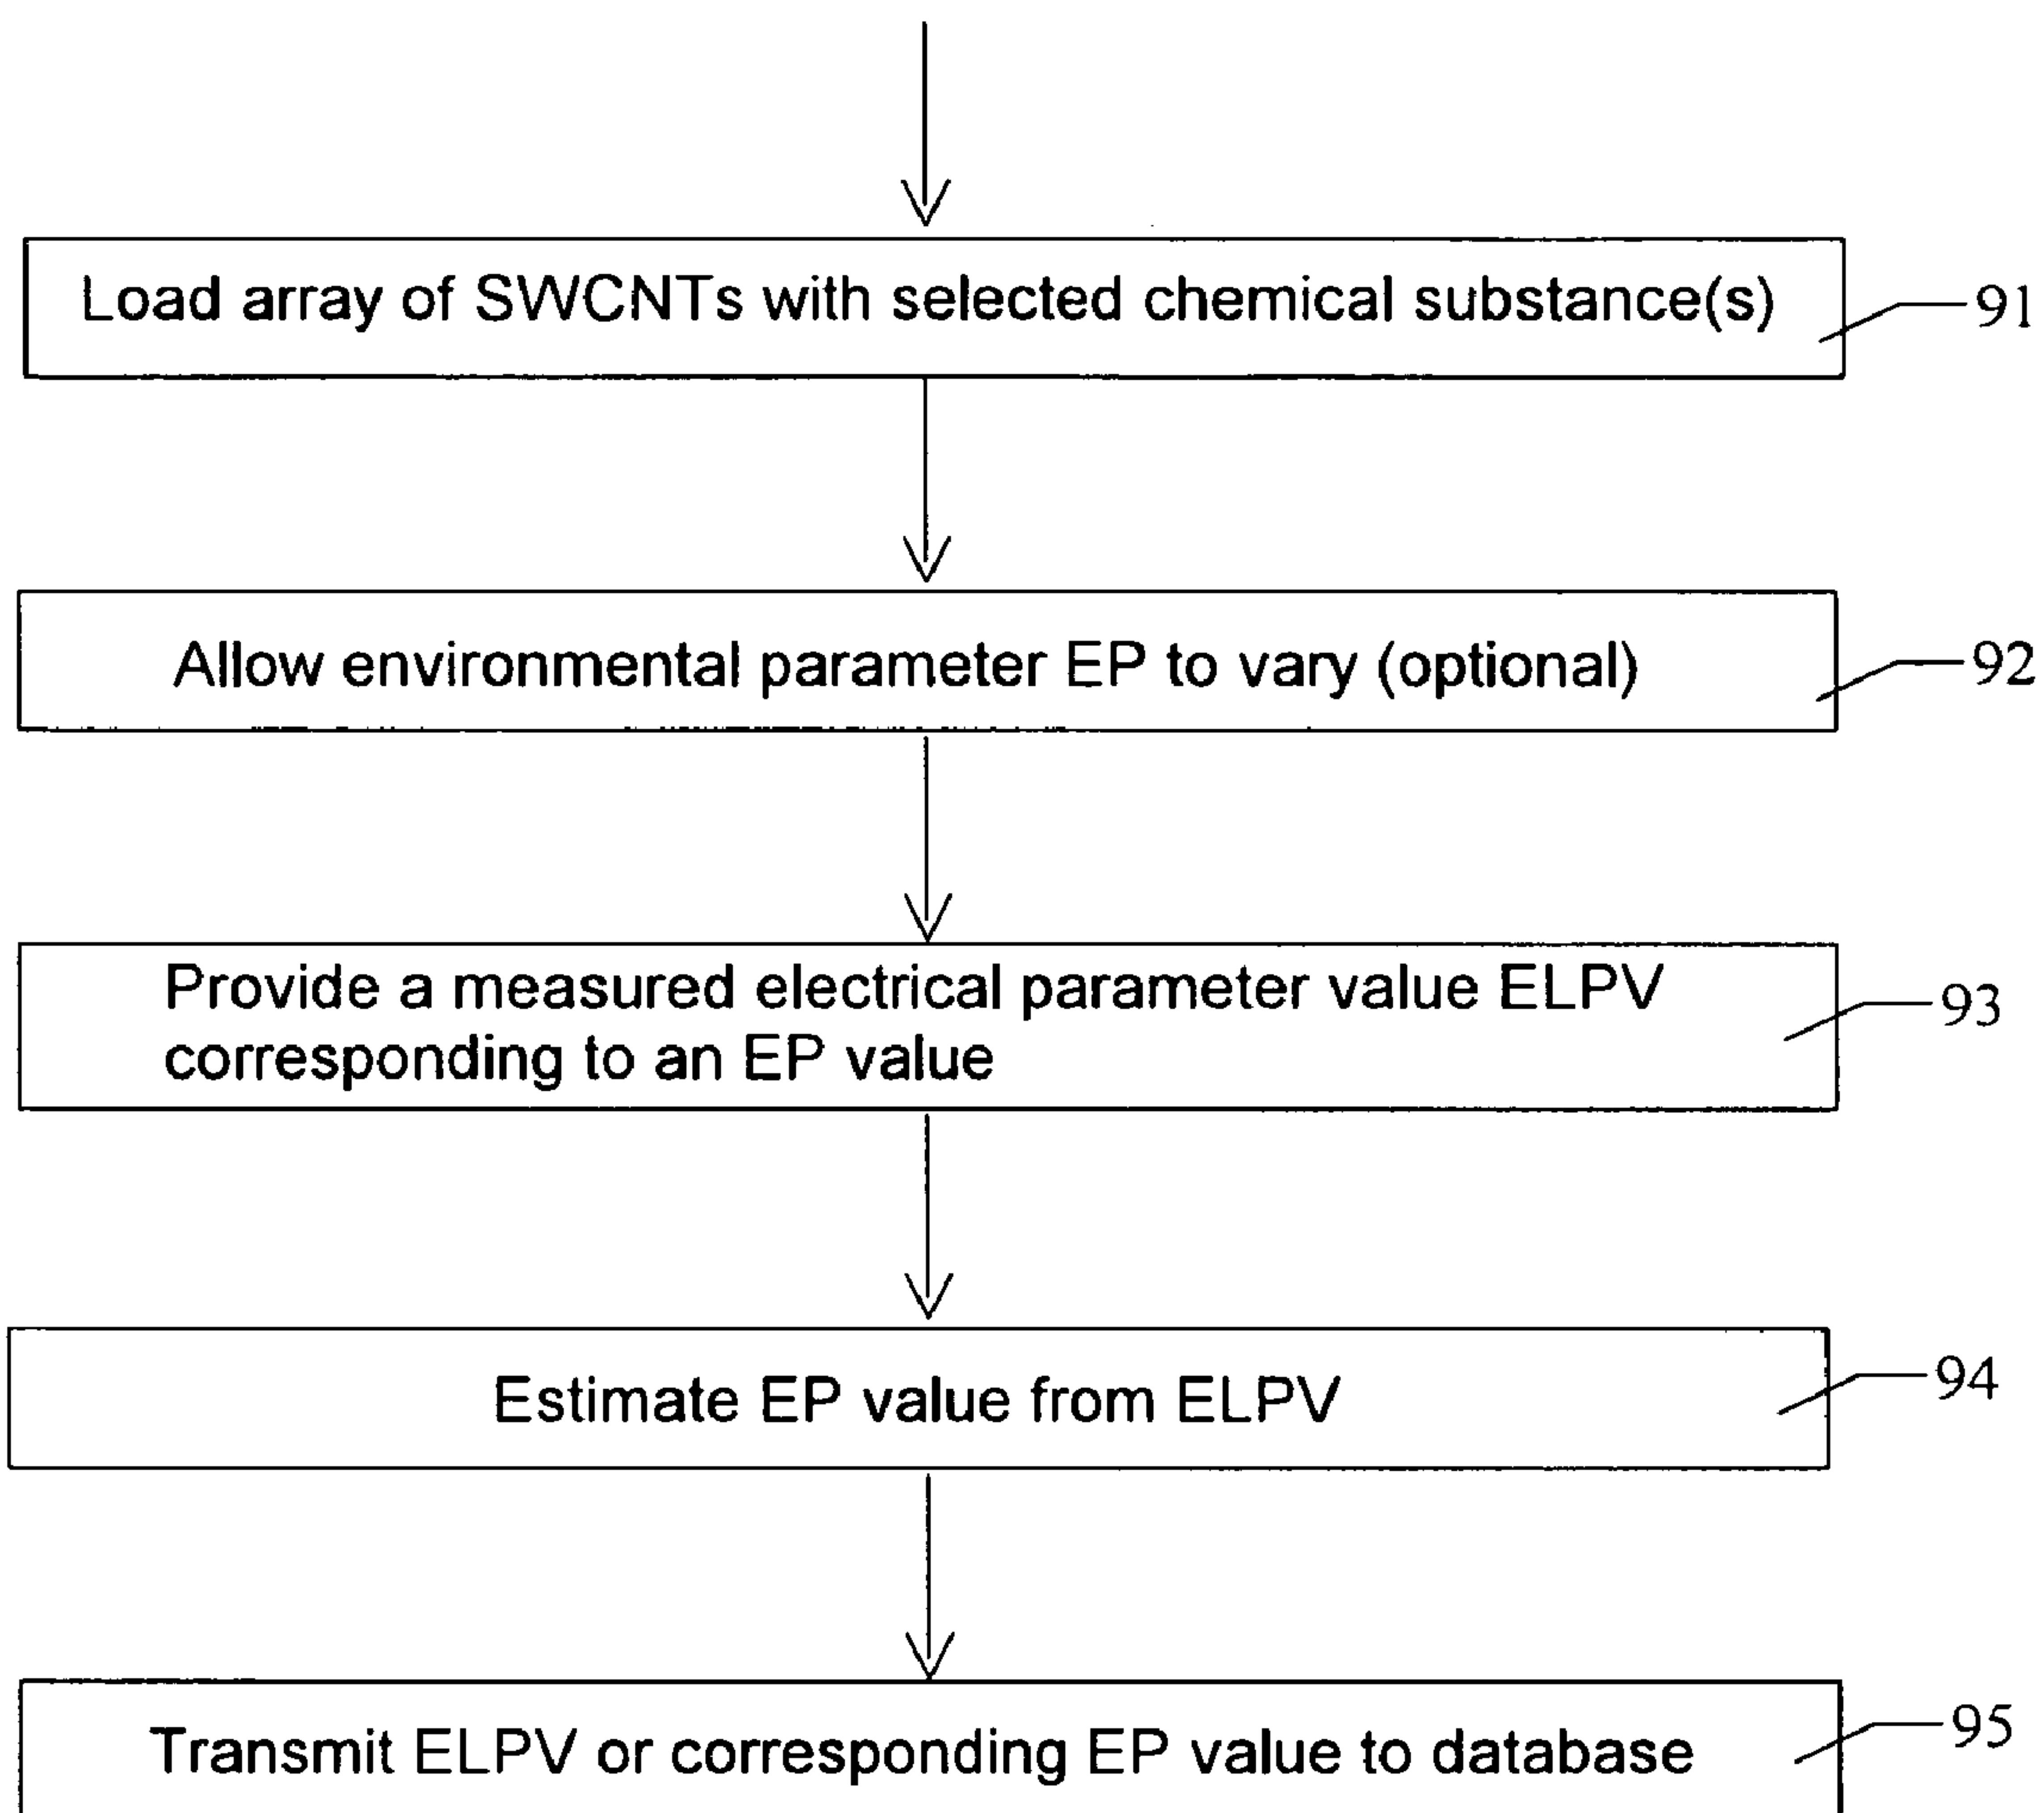 Load array of SWCNTs with selected chemical substance(s)
91
Allow environmental parameter EP to vary (optional)
92
Provide a measured electrical parameter value ELPV
corresponding to an EP value
93
Estimate EP value from ELPV
94
Transmit ELPV or corresponding EP value to database
95